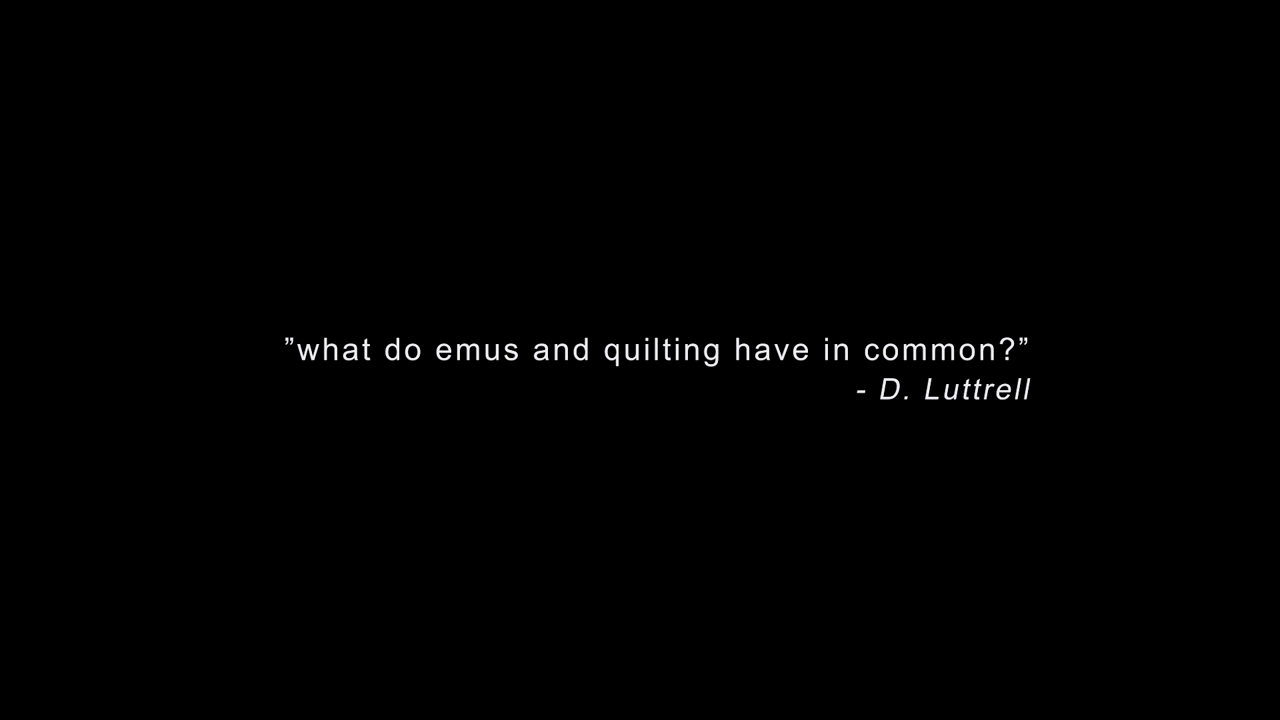 ”what do emus and quilting have in common?”
- D. Luttrell